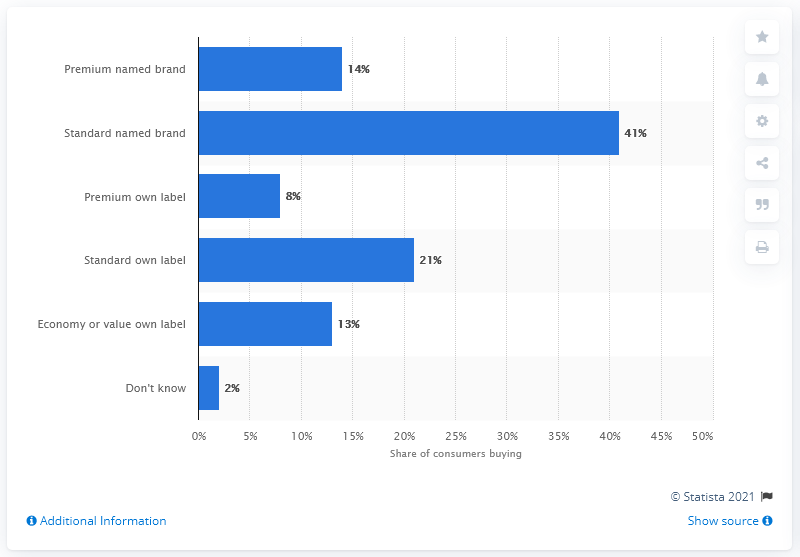 Premium named brand
14%
Standard named brand
41%
Premium own label
8%
Standard own label
21%
Economy or value own label
13%
Don't know
2%
0% 5% 10% 15% 20% 25% 30% 35% 40% 45% 50%
Share of consumers buying
© Statista 2021
Additional Information
Show source